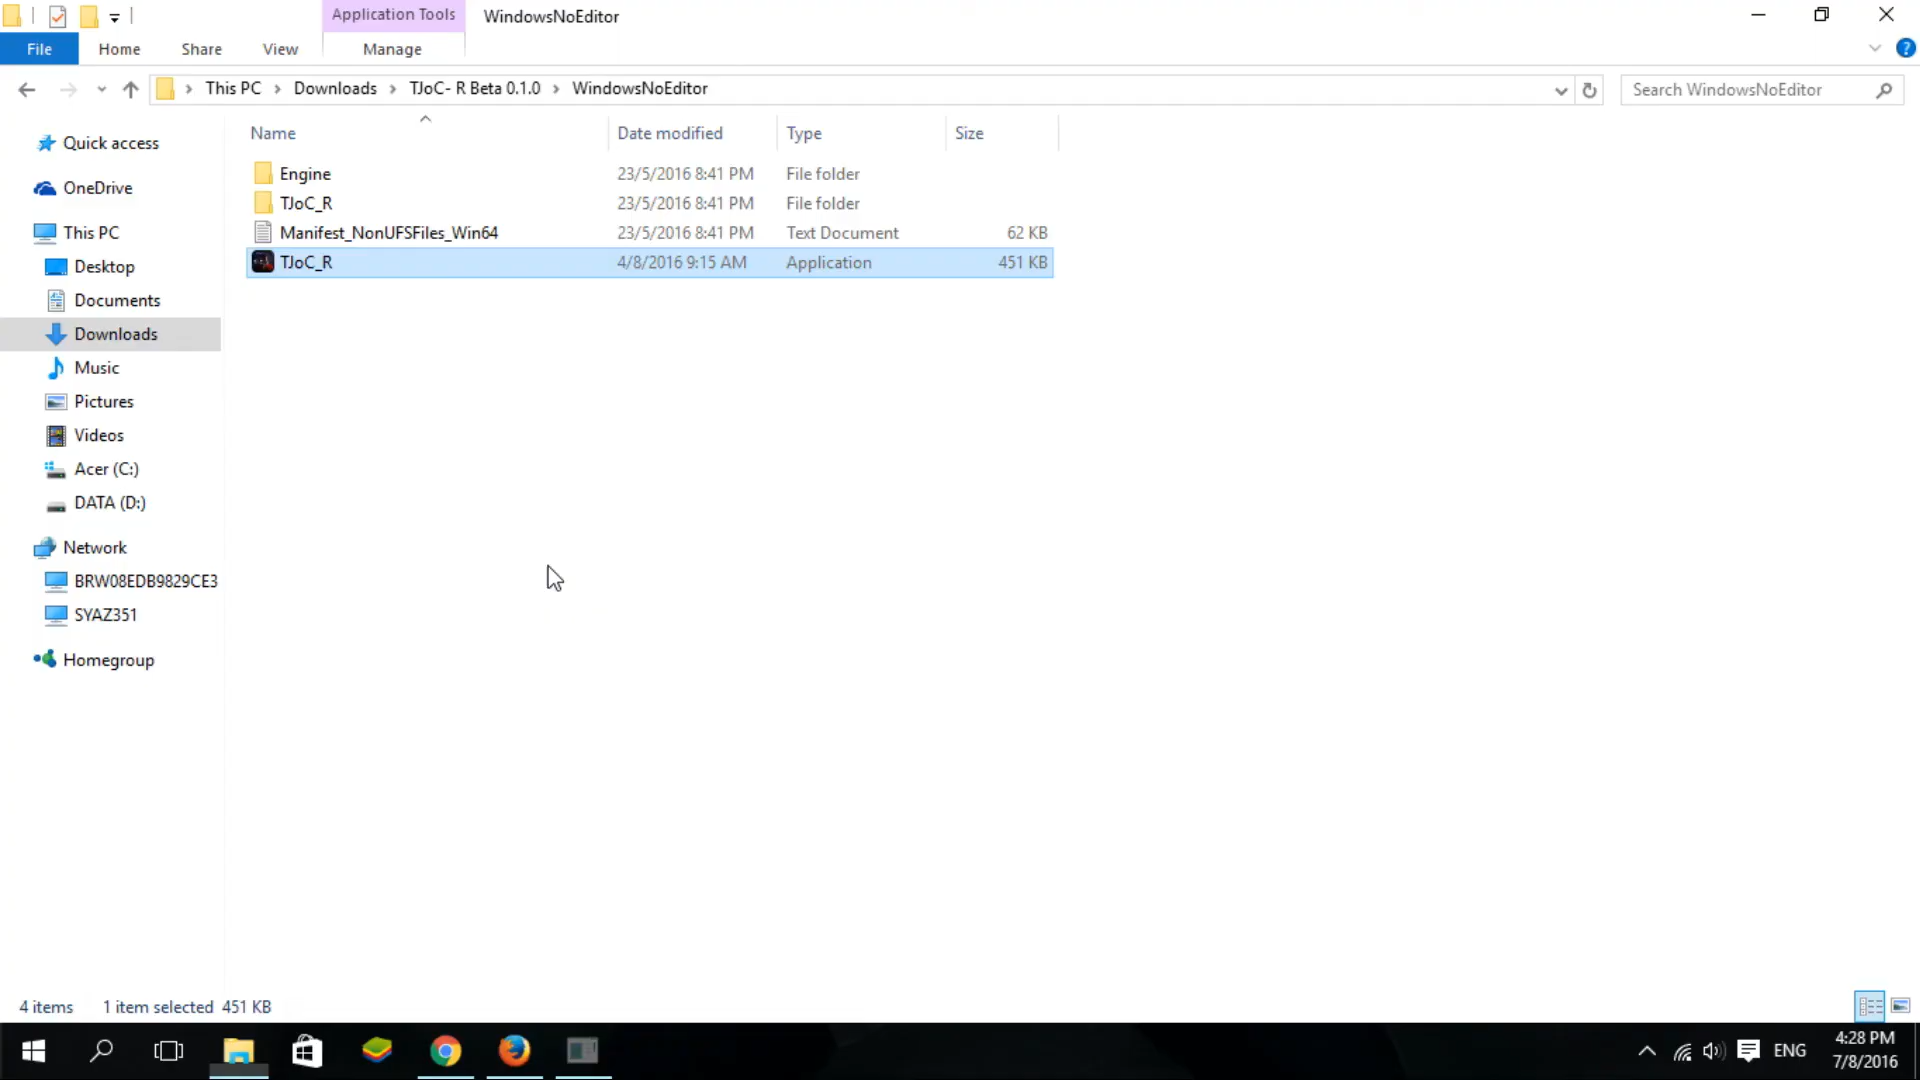 Application Tools
WindowsNoEditor
File
Home
Share
View
Manage
This PC
Downloads
TJoC- R Beta 0.1.0
WindowsNoEditor
Search WindowsNoEditor
Name
Date modified
Type
Size
Engine 23/5/2016 8:41 PM File folder
TJoC_R 23/5/2016 8:41 PM File folder
Manifest_NonUFSFiles_Win64 23/5/2016 8:41 PM Text Document 62 KB
TJoC_R 4/8/2016 9:15 AM Application 451 KB
Quick access
OneDrive
This PC
Desktop
Documents
Downloads
Music
Pictures
Videos
Acer (C:)
DATA (D:)
Network
BRW08EDB9829CE3
SYAZ351
Homegroup
4 items 1 item selected 451 KB
ENG
4:28 PM
7/8/2016